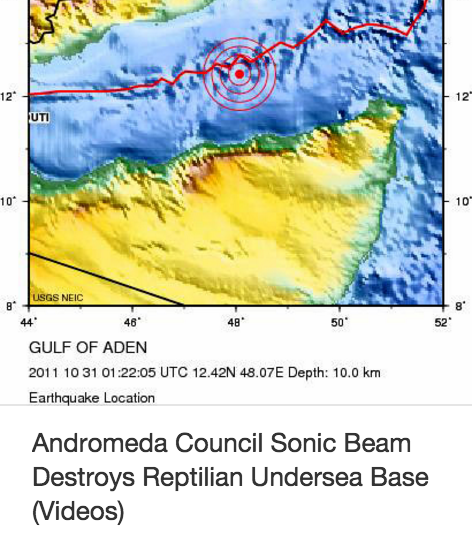 12°
12°
UTI
10°
10°
8°
USGS NEIC
8°
44° 46° 48° 50° 52°
GULF OF ADEN
2011 10 31 01:22:05 UTC 12.42N 48.07E Depth: 10.0 km
Earthquake Location
Andromeda Council Sonic Beam
Destroys Reptilian Undersea Base
(Videos)